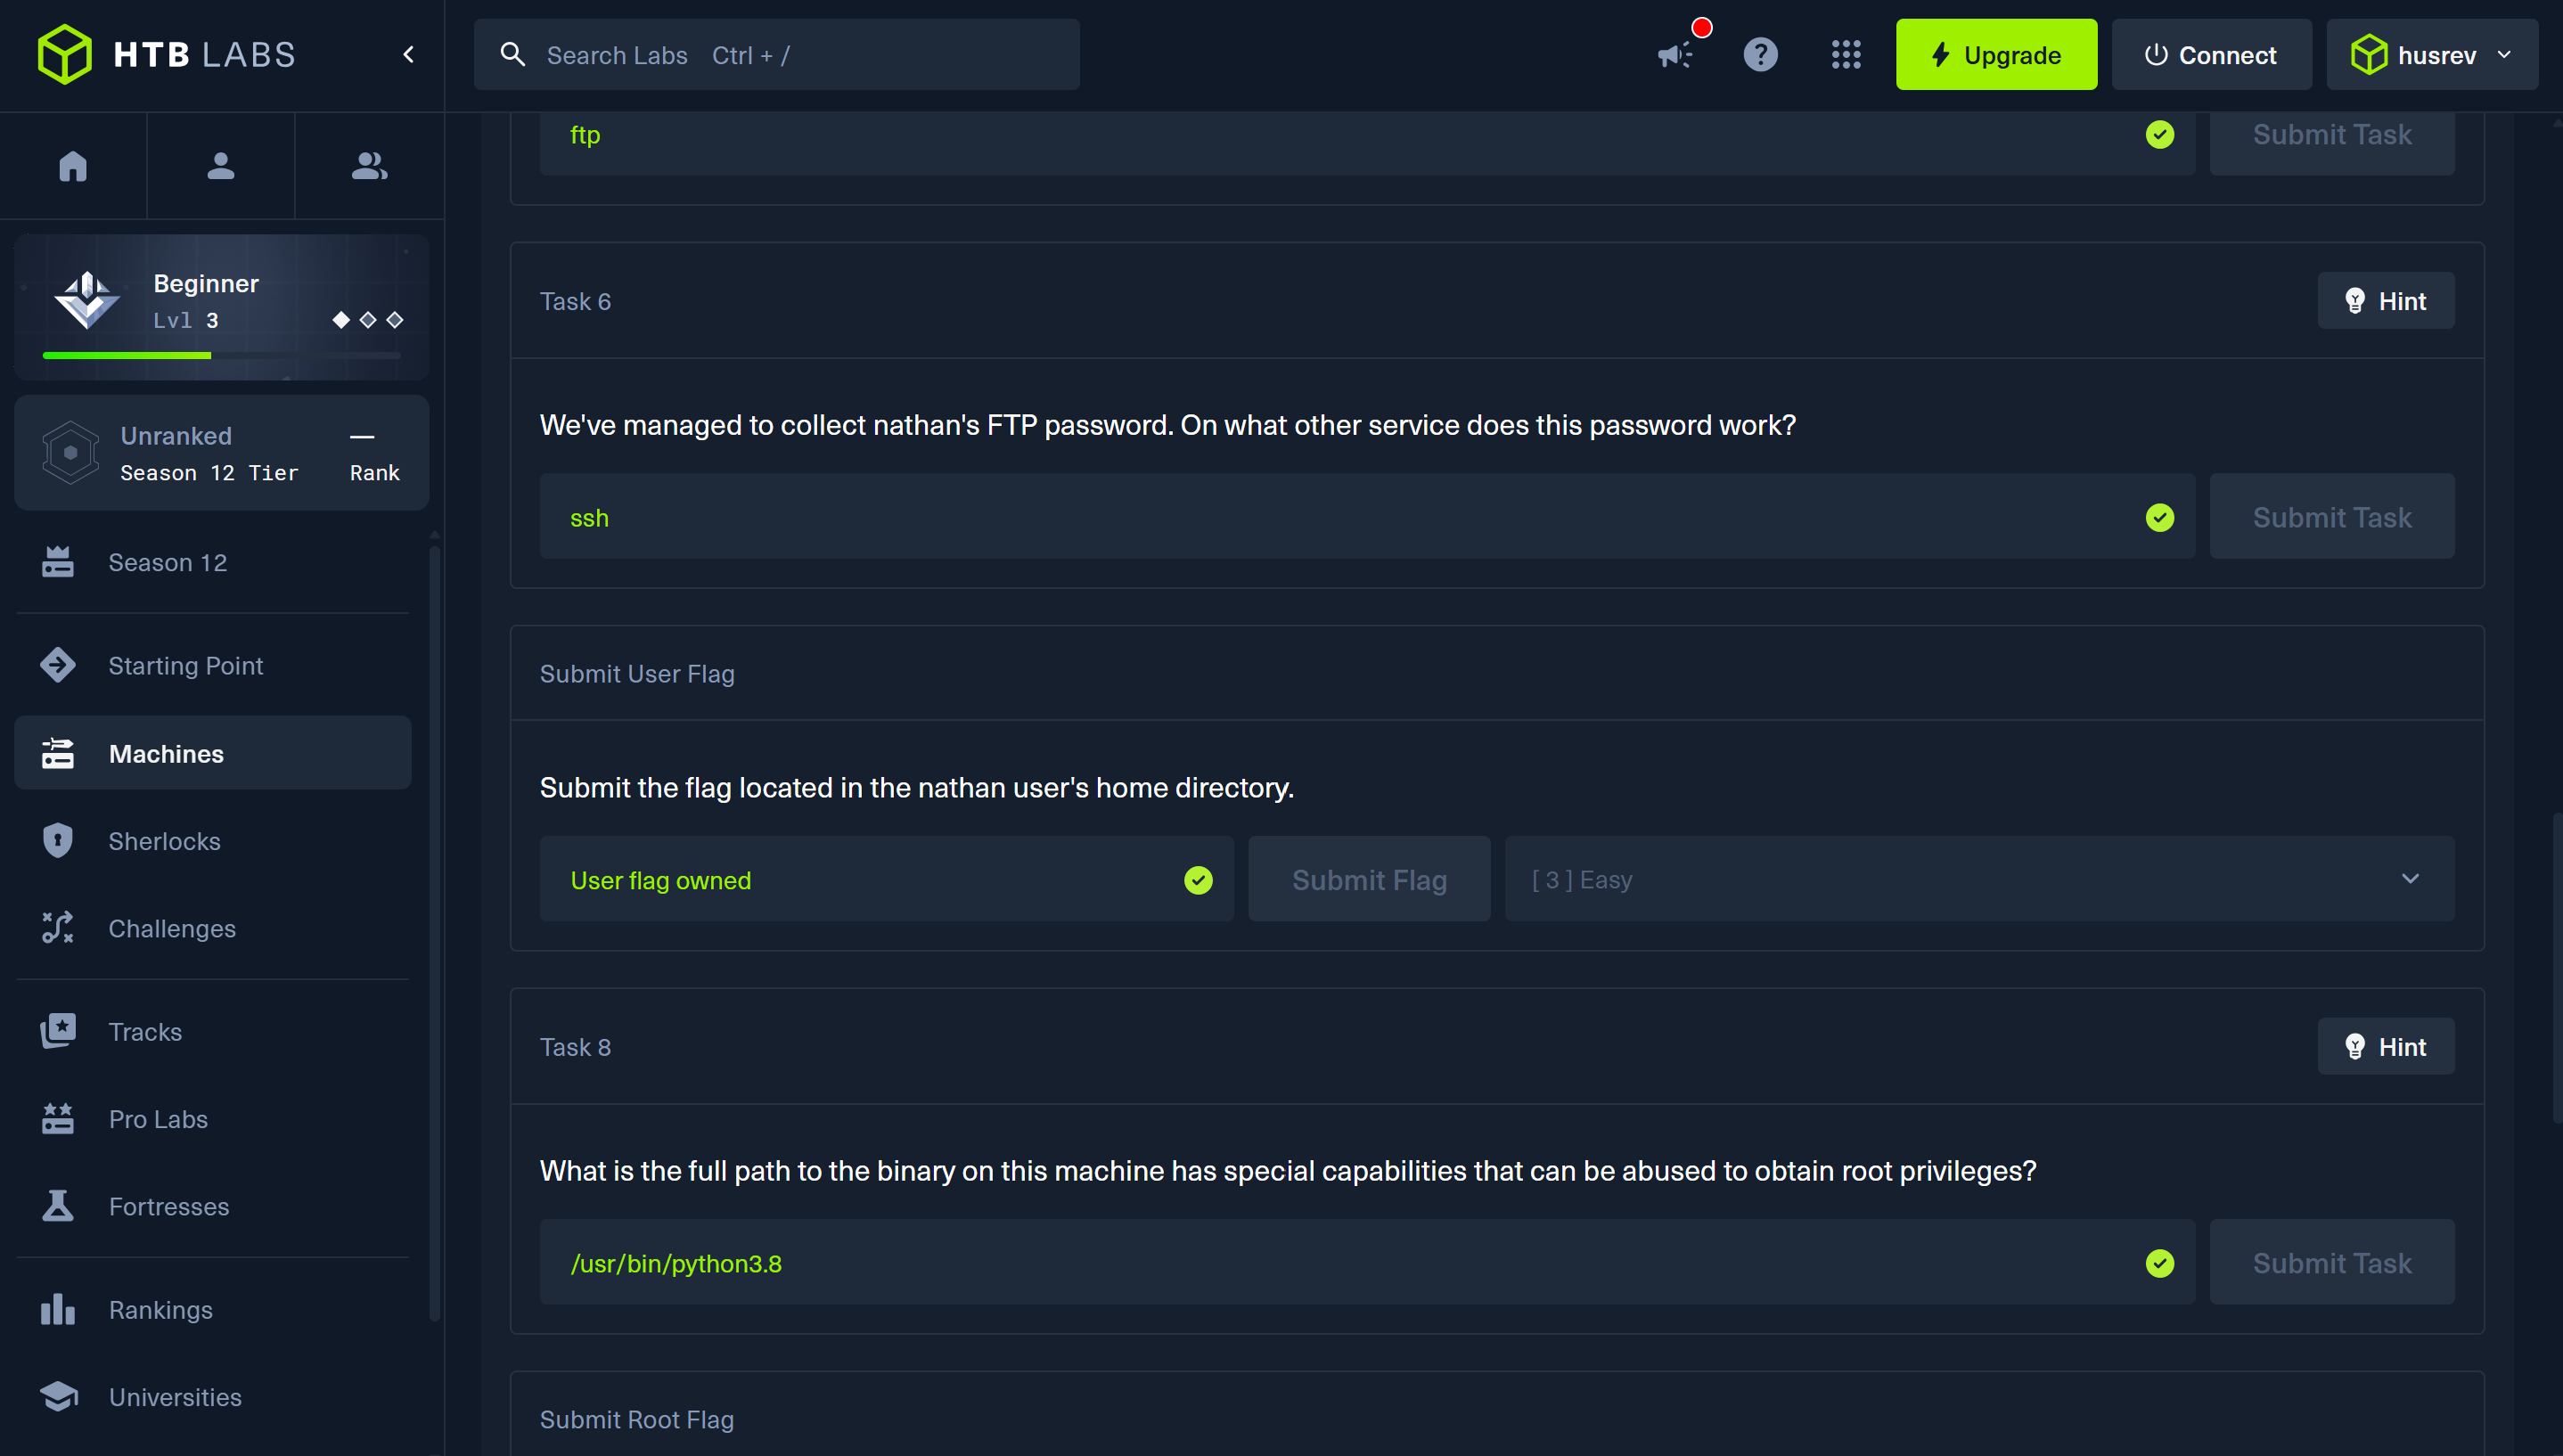 HTB LABS
Search Labs Ctrl + /
Upgrade
Connect
husrev
Beginner
Lvl 3
Unranked
—
Season 12 Tier
Rank
Season 12
Starting Point
Machines
Sherlocks
Challenges
Tracks
Pro Labs
Fortresses
Rankings
Universities
ftp
Submit Task
Task 6
Hint
We've managed to collect nathan's FTP password. On what other service does this password work?
ssh
Submit Task
Submit User Flag
Submit the flag located in the nathan user's home directory.
User flag owned
Submit Flag
[ 3 ] Easy
Task 8
Hint
What is the full path to the binary on this machine has special capabilities that can be abused to obtain root privileges?
/usr/bin/python3.8
Submit Task
Submit Root Flag